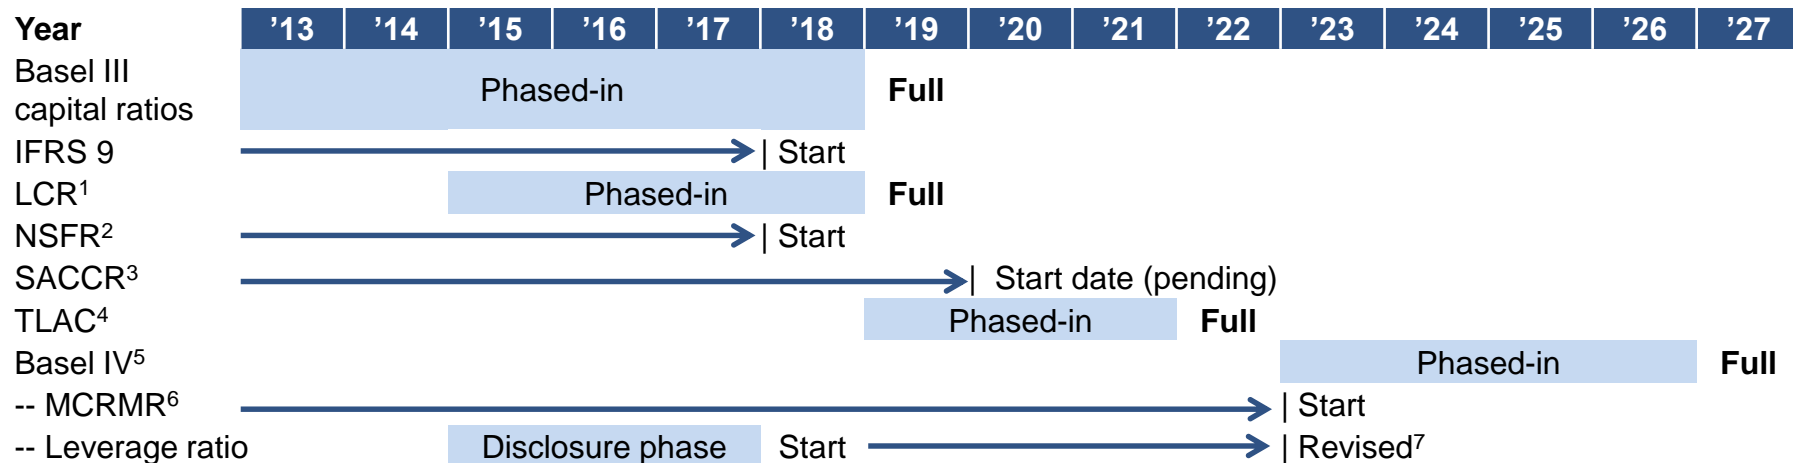 Year ’13 ’14 ’15 ’16 ’17 ’18 ’19 ’20 ’21 ’22 ’23 ’24 ’25 ’26 ’27
Basel III
capital ratios Phased-in Full
IFRS 9 | Start
LCR¹ Phased-in Full
NSFR² | Start
SACCR³ | Start date (pending)
TLAC⁴ Phased-in Full
Basel IV⁵ Phased-in Full
-- MCRMR⁶ | Start
-- Leverage ratio Disclosure phase Start | Revised⁷